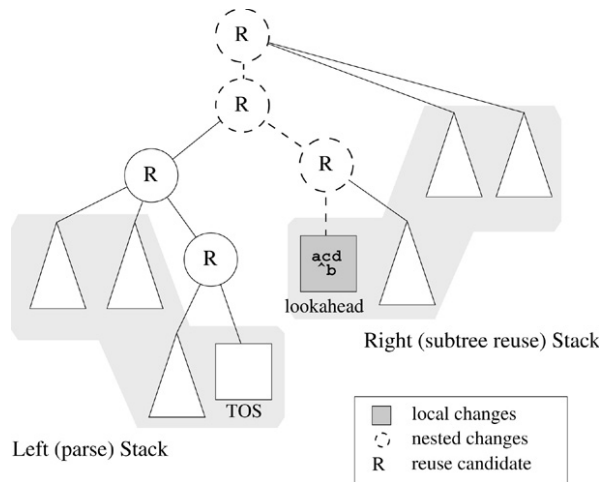 R
R
R
R
R
acd
^b
lookahead
Right (subtree reuse) Stack
TOS
Left (parse) Stack
local changes
nested changes
R reuse candidate